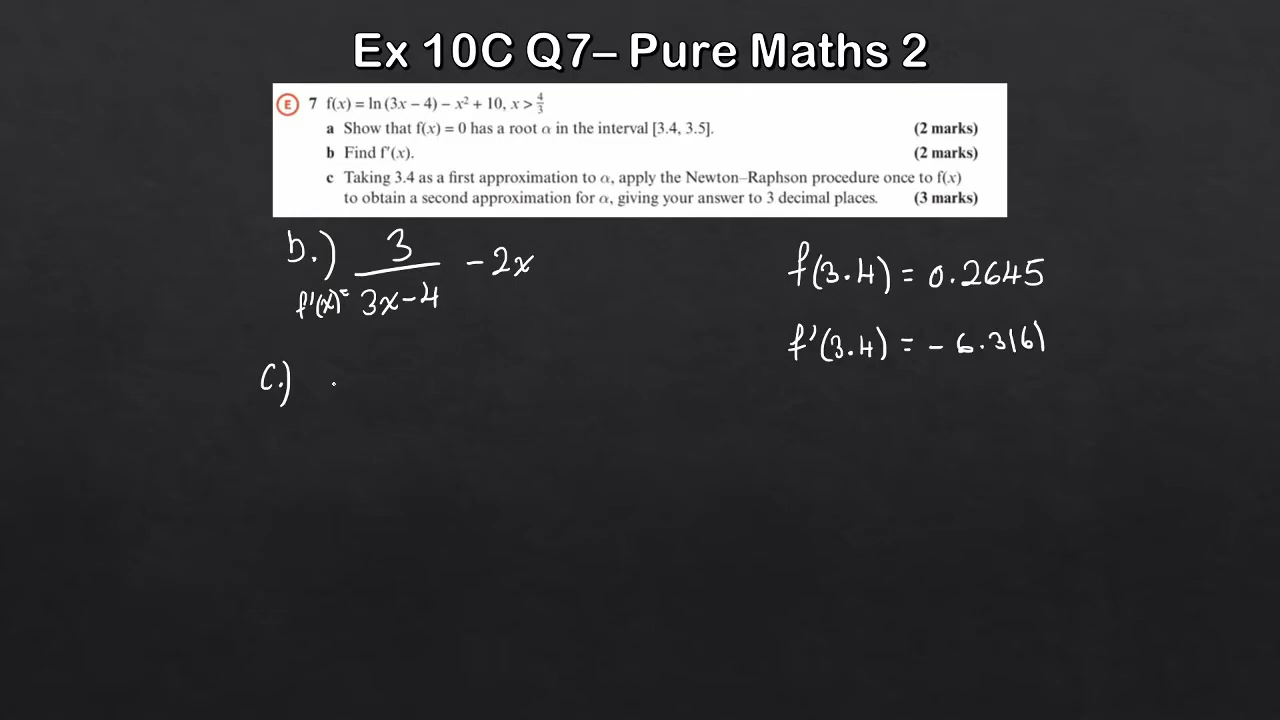 Ex 10C Q7– Pure Maths 2
E 7 f(x) = ln (3x – 4) – x² + 10, x > 4/3
a Show that f(x) = 0 has a root α in the interval [3.4, 3.5]. (2 marks)
b Find f′(x). (2 marks)
c Taking 3.4 as a first approximation to α, apply the Newton–Raphson procedure once to f(x)
to obtain a second approximation for α, giving your answer to 3 decimal places. (3 marks)
b.) f'(x)= 3/(3x-4) - 2x
f(3.4) = 0.2645
f'(3.4) = - 6.3161
c.)